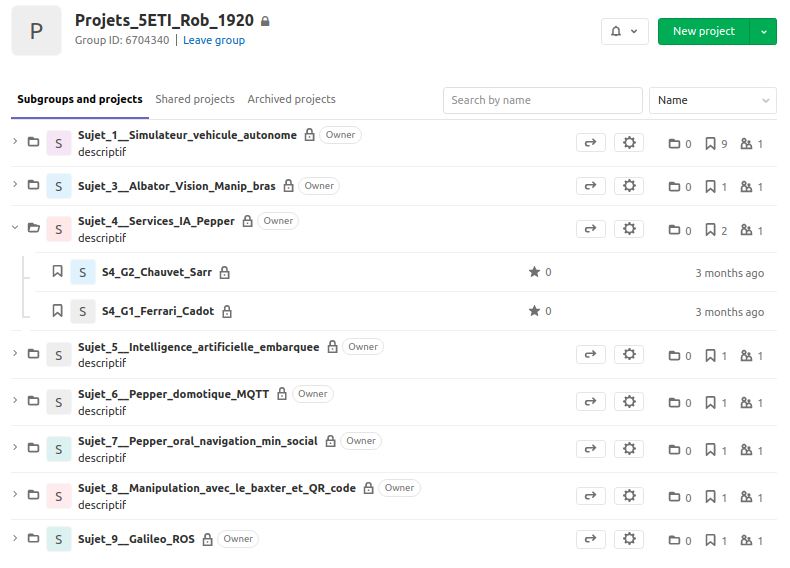 P
Projets_5ETI_Rob_1920
Group ID: 6704340 | Leave group
New project
Subgroups and projects Shared projects Archived projects
Search by name
Name
S Sujet_1__Simulateur_vehicule_autonome Owner 0 9 1
descriptif
S Sujet_3__Albator_Vision_Manip_bras Owner 0 1 1
S Sujet_4__Services_IA_Pepper Owner 0 2 1
descriptif
S S4_G2_Chauvet_Sarr 0 3 months ago
S S4_G1_Ferrari_Cadot 0 3 months ago
S Sujet_5__Intelligence_artificielle_embarquee Owner 0 1 1
descriptif
S Sujet_6__Pepper_domotique_MQTT Owner 0 1 1
descriptif
S Sujet_7__Pepper_oral_navigation_min_social Owner 0 1 1
descriptif
S Sujet_8__Manipulation_avec_le_baxter_et_QR_code Owner 0 1 1
descriptif
S Sujet_9__Galileo_ROS Owner 0 1 1